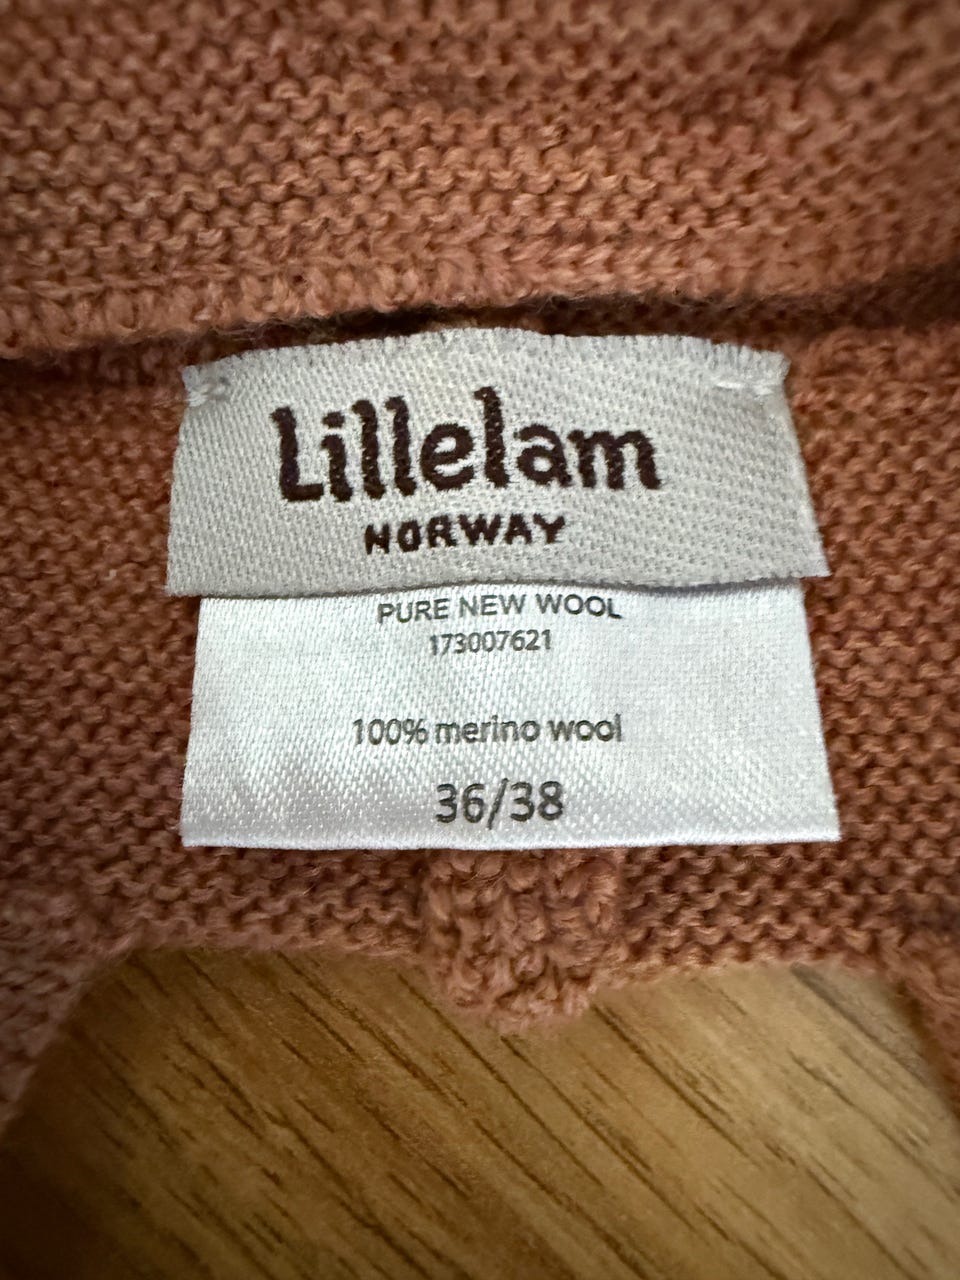 Lillelam
NORWAY
PURE NEW WOOL
173007621
100% merino wool
36/38